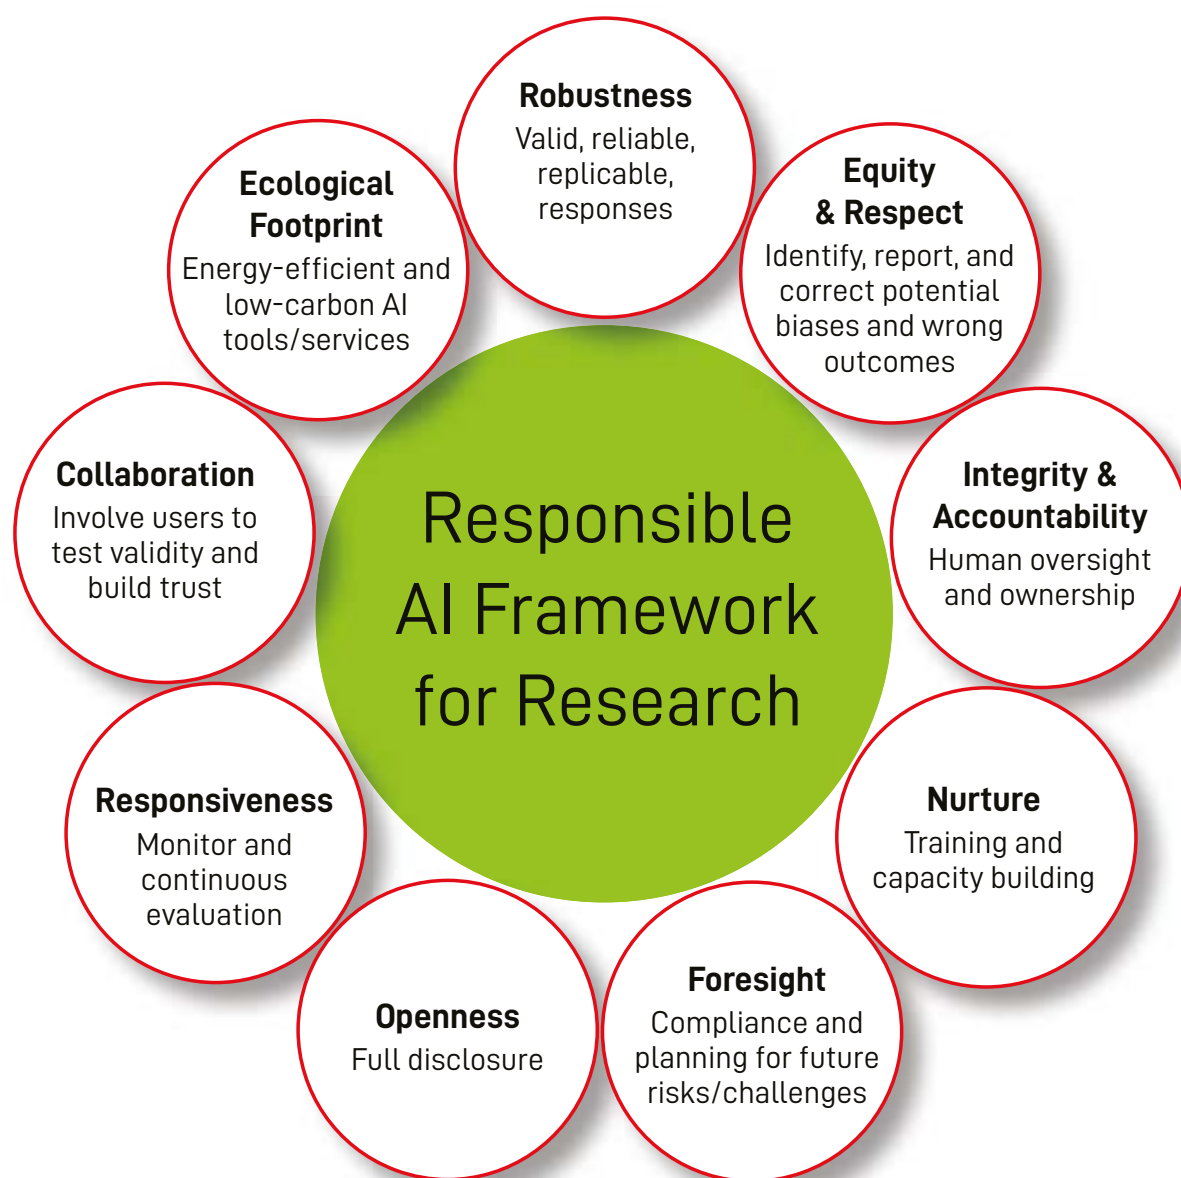 Robustness
Valid, reliable,
replicable,
responses
Equity
& Respect
Identify, report, and
correct potential
biases and wrong
outcomes
Integrity &
Accountability
Human oversight
and ownership
Nurture
Training and
capacity building
Foresight
Compliance and
planning for future
risks/challenges
Openness
Full disclosure
Responsiveness
Monitor and
continuous
evaluation
Collaboration
Involve users to
test validity and
build trust
Ecological
Footprint
Energy-efficient and
low-carbon AI
tools/services
Responsible
AI Framework
for Research